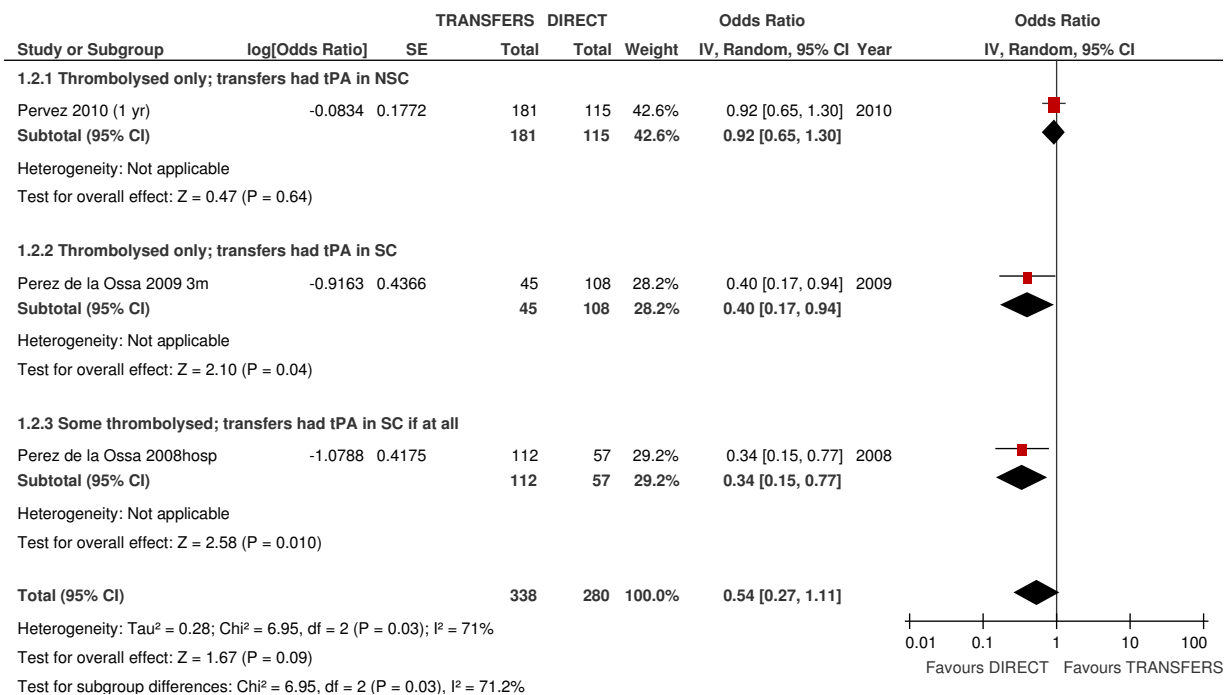 TRANSFERS DIRECT Odds Ratio Odds Ratio
Study or Subgroup log[Odds Ratio] SE Total Total Weight IV, Random, 95% CI Year IV, Random, 95% CI
1.2.1 Thrombolysed only; transfers had tPA in NSC
Pervez 2010 (1 yr) -0.0834 0.1772 181 115 42.6% 0.92 [0.65, 1.30] 2010
Subtotal (95% CI) 181 115 42.6% 0.92 [0.65, 1.30]
Heterogeneity: Not applicable
Test for overall effect: Z = 0.47 (P = 0.64)
1.2.2 Thrombolysed only; transfers had tPA in SC
Perez de la Ossa 2009 3m -0.9163 0.4366 45 108 28.2% 0.40 [0.17, 0.94] 2009
Subtotal (95% CI) 45 108 28.2% 0.40 [0.17, 0.94]
Heterogeneity: Not applicable
Test for overall effect: Z = 2.10 (P = 0.04)
1.2.3 Some thrombolysed; transfers had tPA in SC if at all
Perez de la Ossa 2008hosp -1.0788 0.4175 112 57 29.2% 0.34 [0.15, 0.77] 2008
Subtotal (95% CI) 112 57 29.2% 0.34 [0.15, 0.77]
Heterogeneity: Not applicable
Test for overall effect: Z = 2.58 (P = 0.010)
Total (95% CI) 338 280 100.0% 0.54 [0.27, 1.11]
Heterogeneity: Tau² = 0.28; Chi² = 6.95, df = 2 (P = 0.03); I² = 71%
Test for overall effect: Z = 1.67 (P = 0.09)
Test for subgroup differences: Chi² = 6.95, df = 2 (P = 0.03), I² = 71.2%
0.01 0.1 1 10 100
Favours DIRECT Favours TRANSFERS